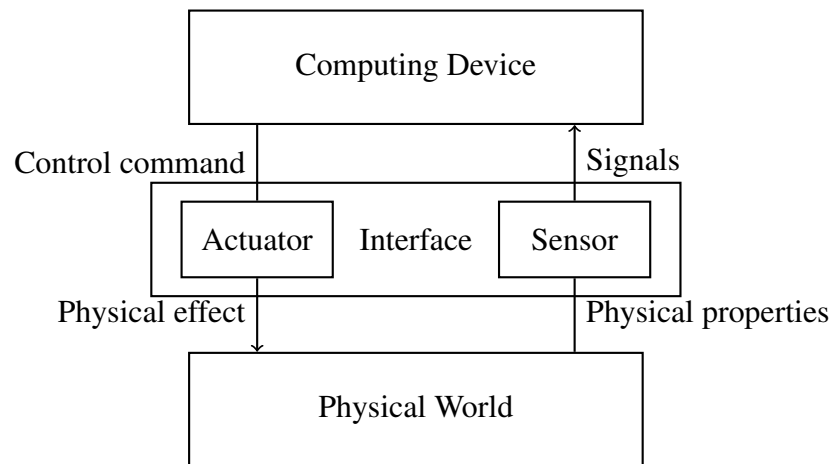 Computing Device
Control command
Signals
Actuator
Interface
Sensor
Physical effect
Physical properties
Physical World